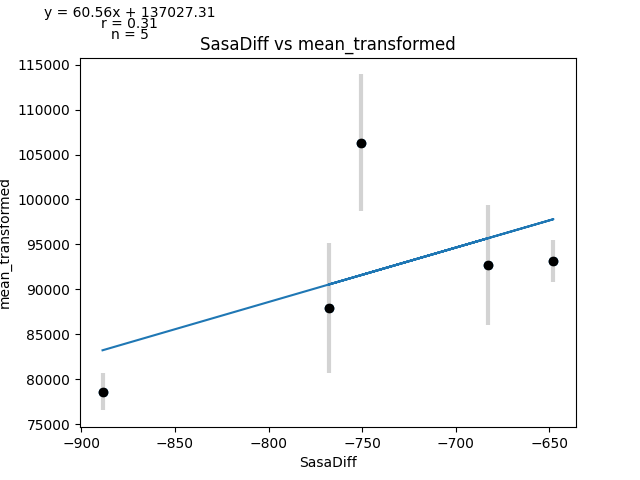 y = 60.56x + 137027.31
r = 0.31
n = 5
SasaDiff vs mean_transformed
115000
110000
105000
100000
95000
90000
85000
80000
75000
mean_transformed
−900
−850
−800
−750
−700
−650
SasaDiff